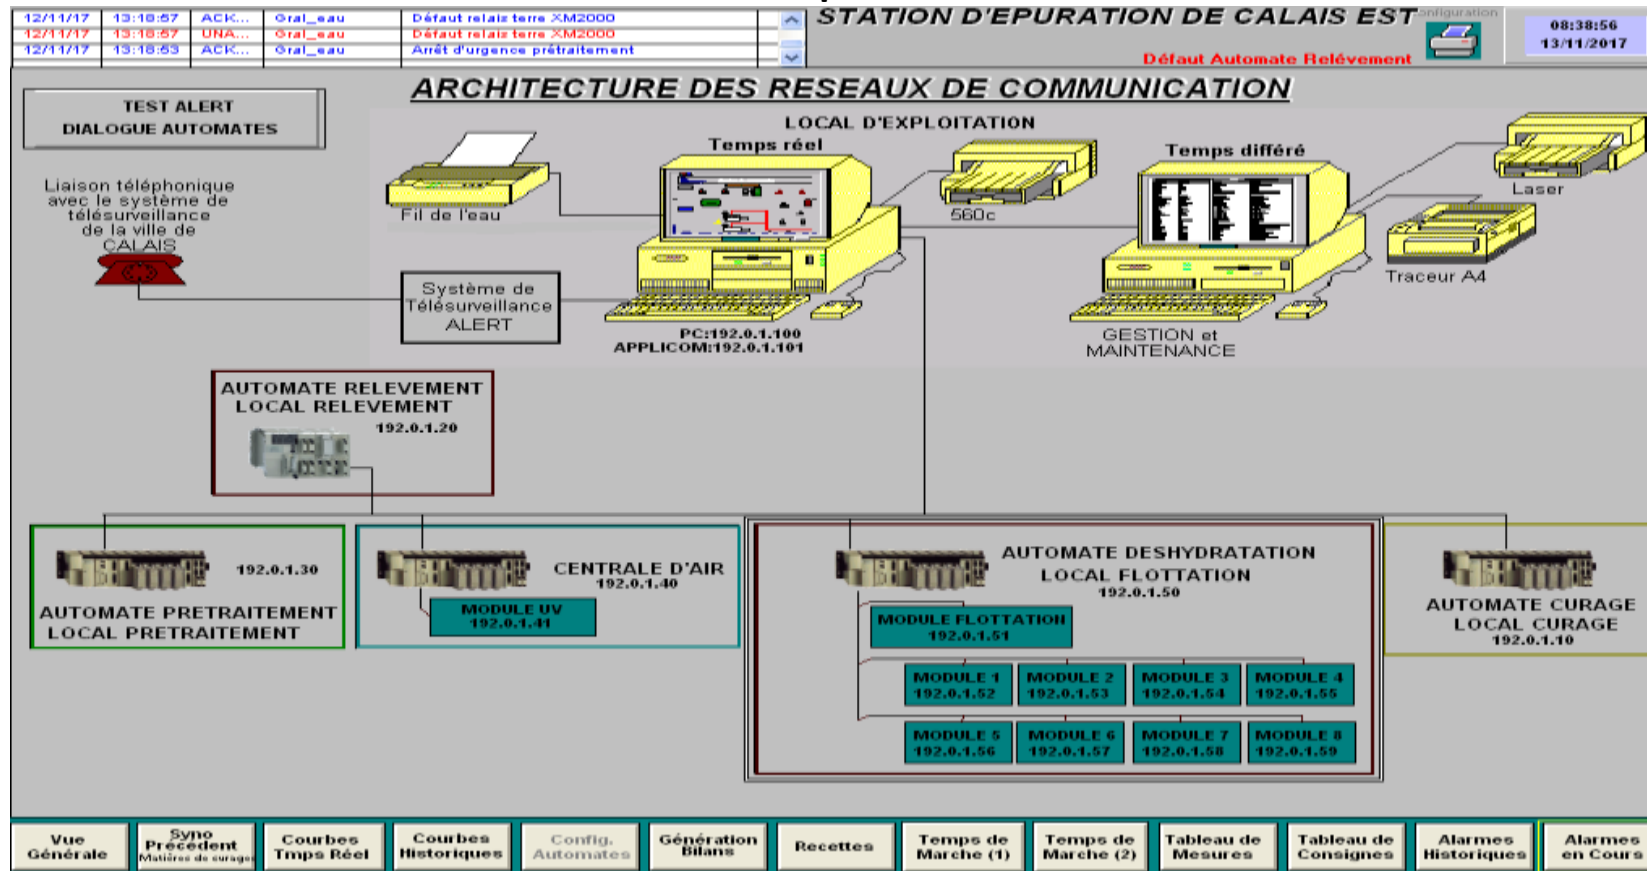 12/11/17 13:18:57 ACK... Gral_eau Défaut relais terre XM2000
12/11/17 13:18:57 UNA... Gral_eau Défaut relais terre XM2000
12/11/17 13:18:53 ACK... Gral_eau Arrêt d'urgence prétraitement
STATION D'EPURATION DE CALAIS EST
Défaut Automate Relévement
onfiguration
08:38:56
13/11/2017
ARCHITECTURE DES RESEAUX DE COMMUNICATION
TEST ALERT
DIALOGUE AUTOMATES
LOCAL D'EXPLOITATION
Temps réel
Temps différé
Fil de l'eau
560c
Laser
Traceur A4
Liaison téléphonique
avec le système de
télésurveillance
de la ville de
CALAIS
Système de
Télésurveillance
ALERT
PC:192.0.1.100
APPLICOM:192.0.1.101
GESTION et
MAINTENANCE
AUTOMATE RELEVEMENT
LOCAL RELEVEMENT
192.0.1.20
192.0.1.30
AUTOMATE PRETRAITEMENT
LOCAL PRETRAITEMENT
CENTRALE D'AIR
192.0.1.40
MODULE UV
192.0.1.41
AUTOMATE DESHYDRATATION
LOCAL FLOTTATION
192.0.1.50
MODULE FLOTTATION
192.0.1.51
MODULE 1
192.0.1.52
MODULE 2
192.0.1.53
MODULE 3
192.0.1.54
MODULE 4
192.0.1.55
MODULE 5
192.0.1.56
MODULE 6
192.0.1.57
MODULE 7
192.0.1.58
MODULE 8
192.0.1.59
AUTOMATE CURAGE
LOCAL CURAGE
192.0.1.10
Vue
Générale
Syno
Précédent
Matières de curages
Courbes
Tmps Réel
Courbes
Historiques
Config.
Automates
Génération
Bilans
Recettes
Temps de
Marche (1)
Temps de
Marche (2)
Tableau de
Mesures
Tableau de
Consignes
Alarmes
Historiques
Alarmes
en Cours